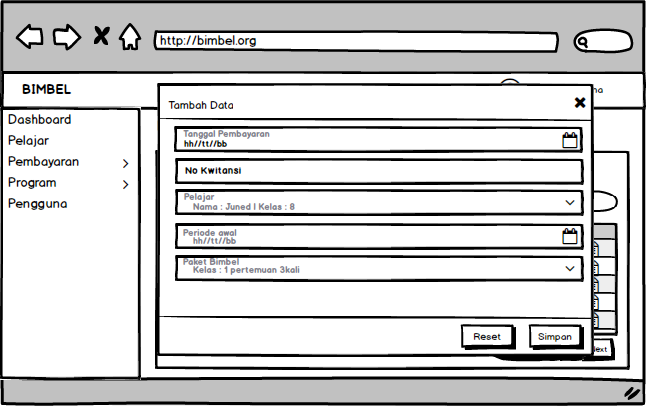 http://bimbel.org
BIMBEL
na
Tambah Data
Dashboard
Pelajar
Pembayaran
Program
Pengguna
Tanggal Pembayaran
hh//tt//bb
No Kwitansi
Pelajar
Nama : Juned | Kelas : 8
Periode awal
hh//tt//bb
Paket Bimbel
Kelas : 1 pertemuan 3kali
Reset
Simpan
ext